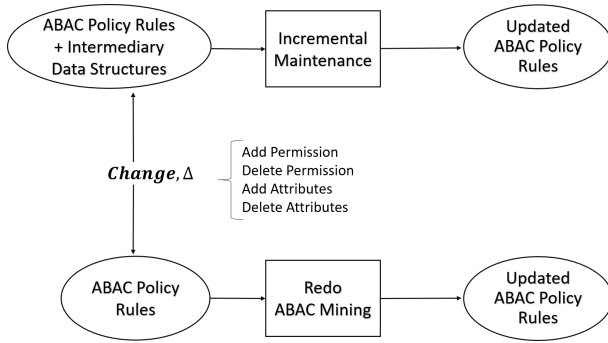 ABAC Policy Rules
+ Intermediary
Data Structures
Incremental
Maintenance
Updated
ABAC Policy
Rules
Change, Δ
Add Permission
Delete Permission
Add Attributes
Delete Attributes
ABAC Policy
Rules
Redo
ABAC Mining
Updated
ABAC Policy
Rules